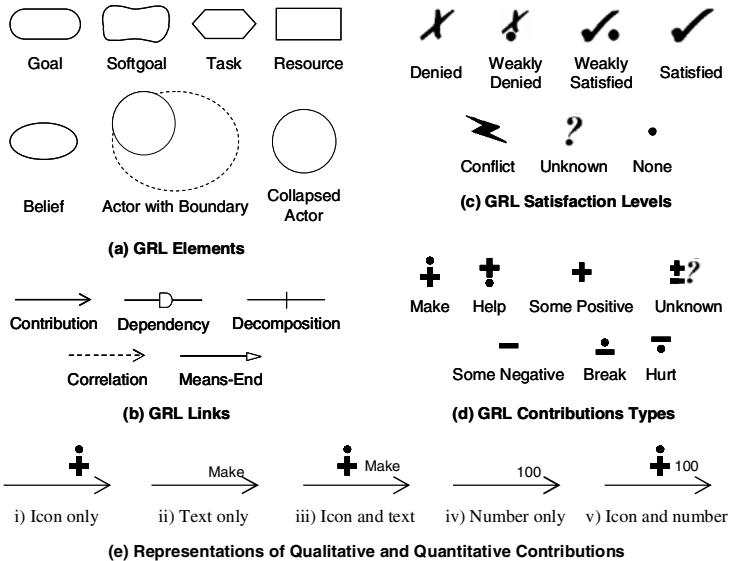 Goal Softgoal Task Resource
Belief Actor with Boundary Collapsed Actor
(a) GRL Elements
Contribution Dependency Decomposition
Correlation Means-End
(b) GRL Links
Denied Weakly Denied Weakly Satisfied Satisfied
Conflict Unknown None
(c) GRL Satisfaction Levels
Make Help Some Positive Unknown
Some Negative Break Hurt
(d) GRL Contributions Types
Make Make 100 100
i) Icon only ii) Text only iii) Icon and text iv) Number only v) Icon and number
(e) Representations of Qualitative and Quantitative Contributions